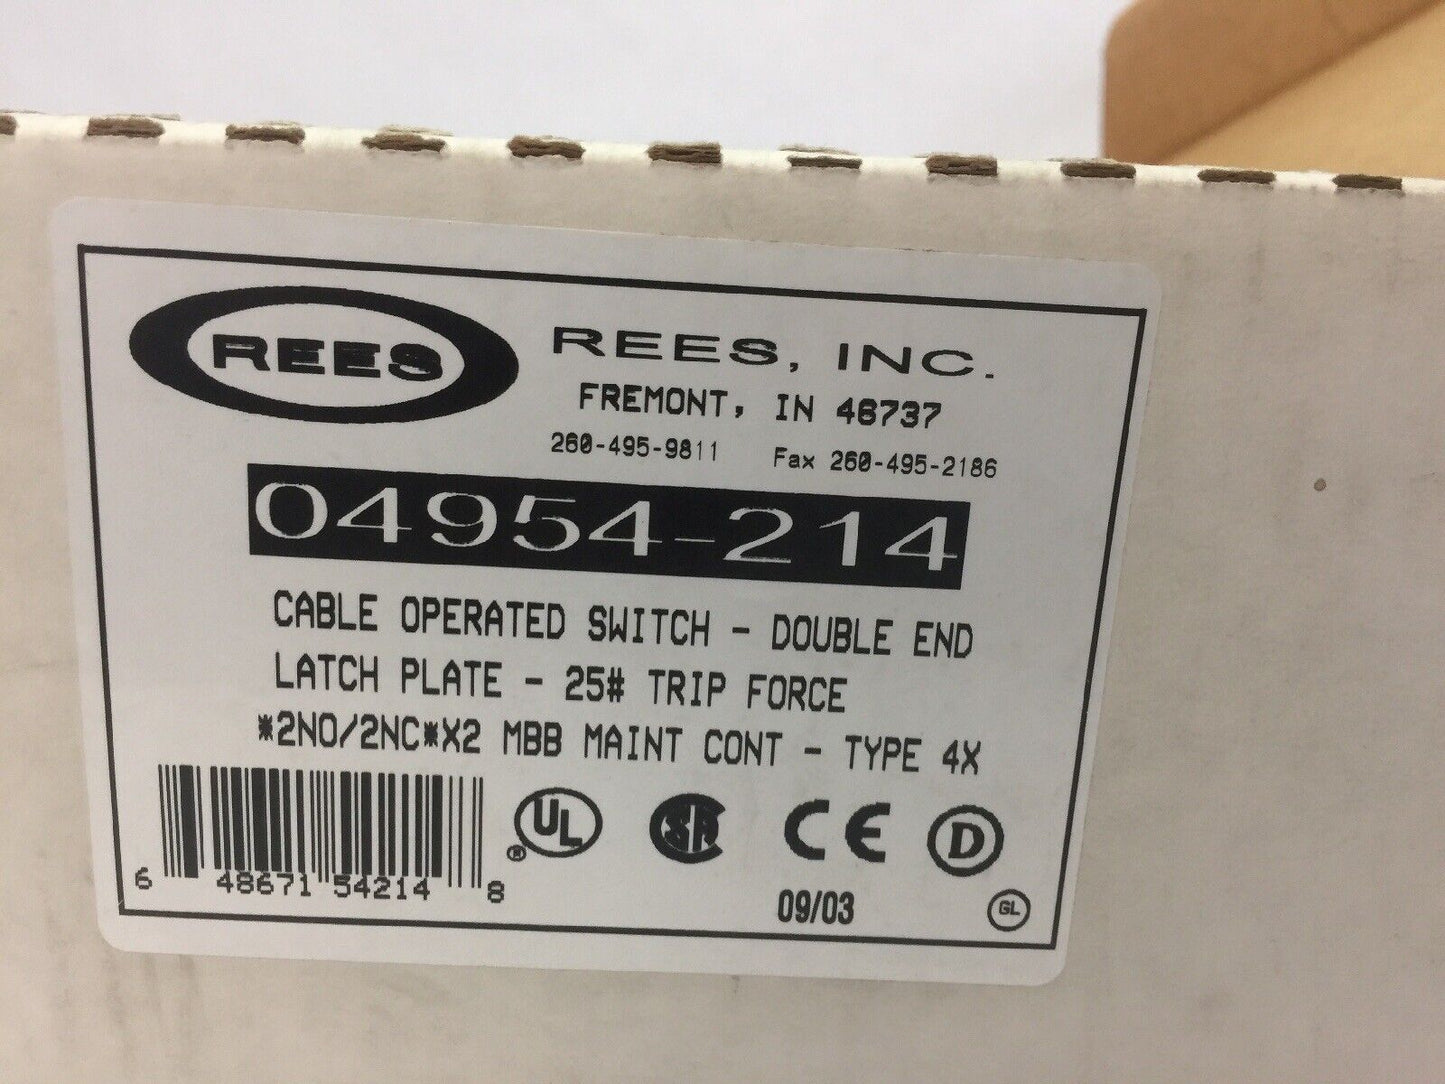 REES
REES, INC.
FREMONT, IN 46737
260-495-9811 Fax 260-495-2186
04954-214
CABLE OPERATED SWITCH - DOUBLE END
LATCH PLATE - 25# TRIP FORCE
*2NO/2NC*X2 MBB MAINT CONT - TYPE 4X
UL ® SA CE D
6 48671 54214 8
09/03 GL